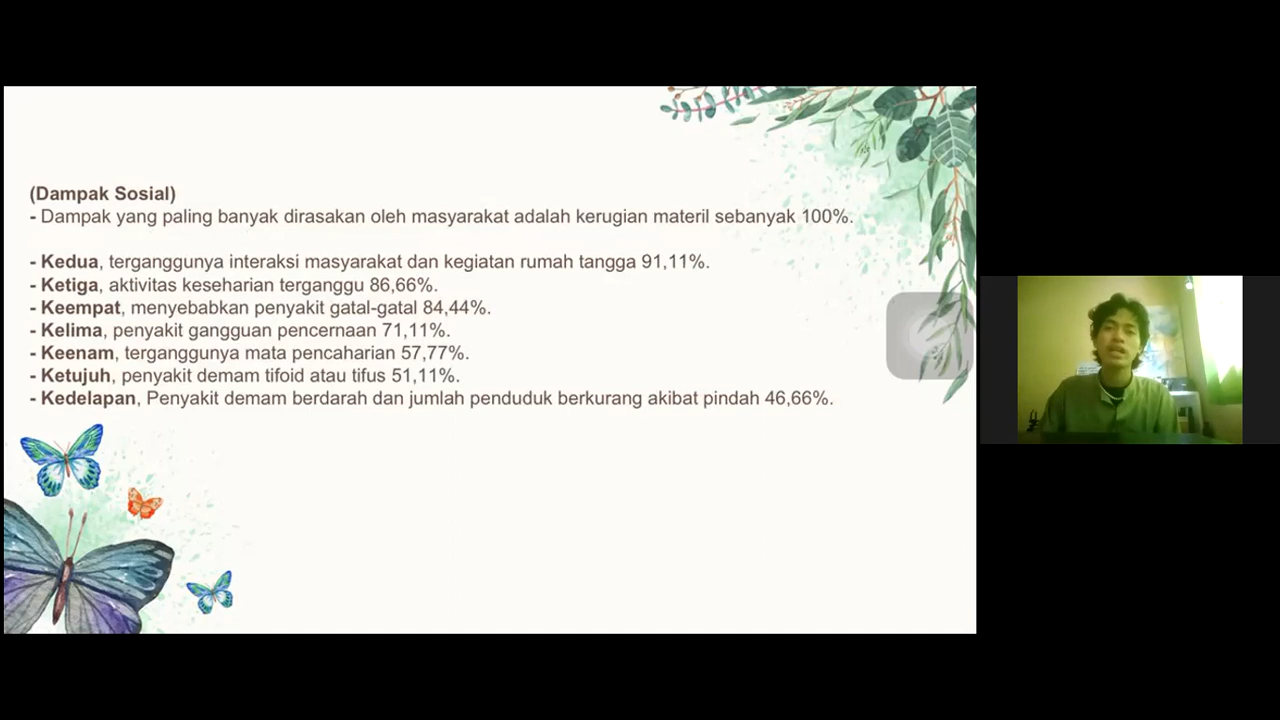 (Dampak Sosial)
- Dampak yang paling banyak dirasakan oleh masyarakat adalah kerugian materil sebanyak 100%.
- Kedua, terganggunya interaksi masyarakat dan kegiatan rumah tangga 91,11%.
- Ketiga, aktivitas keseharian terganggu 86,66%.
- Keempat, menyebabkan penyakit gatal-gatal 84,44%.
- Kelima, penyakit gangguan pencernaan 71,11%.
- Keenam, terganggunya mata pencaharian 57,77%.
- Ketujuh, penyakit demam tifoid atau tifus 51,11%.
- Kedelapan, Penyakit demam berdarah dan jumlah penduduk berkurang akibat pindah 46,66%.